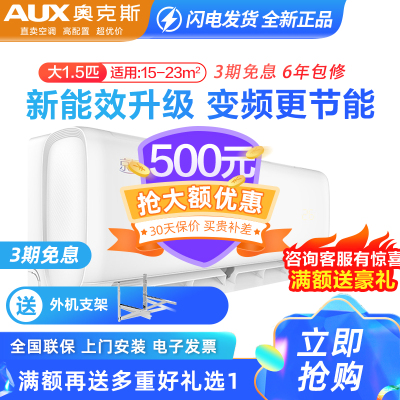 AUX奥克斯
直卖空调 高配置 超优价
闪电发货 全新正品
大1.5匹 适用:15-23m²
3期免息 6年包修
新能效升级 变频更节能
500元
抢大额优惠
30天保价 买贵补差
咨询客服有惊喜
满额送豪礼
3期免息
送 外机支架
全国联保 上门安装 电子发票
满额再送多重好礼选1
立即
抢购